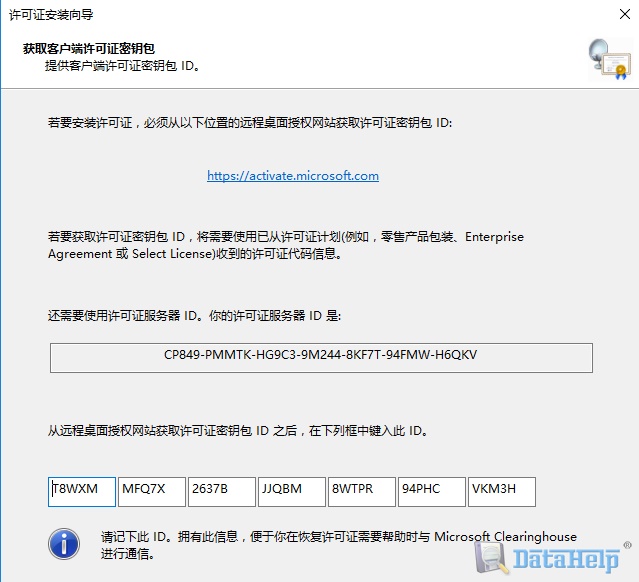 许可证安装向导
获取客户端许可证密钥包
提供客户端许可证密钥包 ID。
若要安装许可证，必须从以下位置的远程桌面授权网站获取许可证密钥包 ID:
https://activate.microsoft.com
若要获取许可证密钥包 ID，将需要使用已从许可证计划(例如，零售产品包装、Enterprise
Agreement 或 Select License)收到的许可证代码信息。
还需要使用许可证服务器 ID。你的许可证服务器 ID 是:
CP849-PMMTK-HG9C3-9M244-8KF7T-94FMW-H6QKV
从远程桌面授权网站获取许可证密钥包 ID 之后，在下列框中键入此 ID。
T8WXM MFQ7X 2637B JJQBM 8WTPR 94PHC VKM3H
请记下此 ID。拥有此信息，便于你在恢复许可证需要帮助时与 Microsoft Clearinghouse
进行通信。
DataHelp®